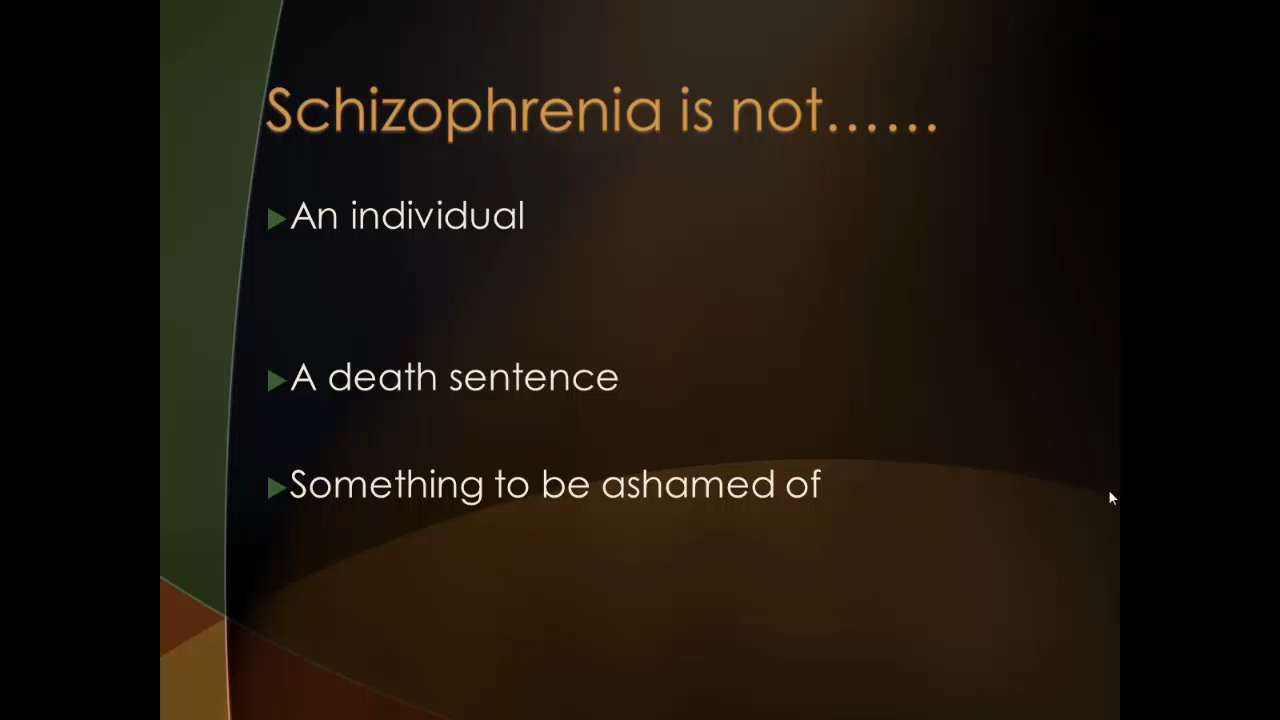 Schizophrenia is not......
An individual
A death sentence
Something to be ashamed of